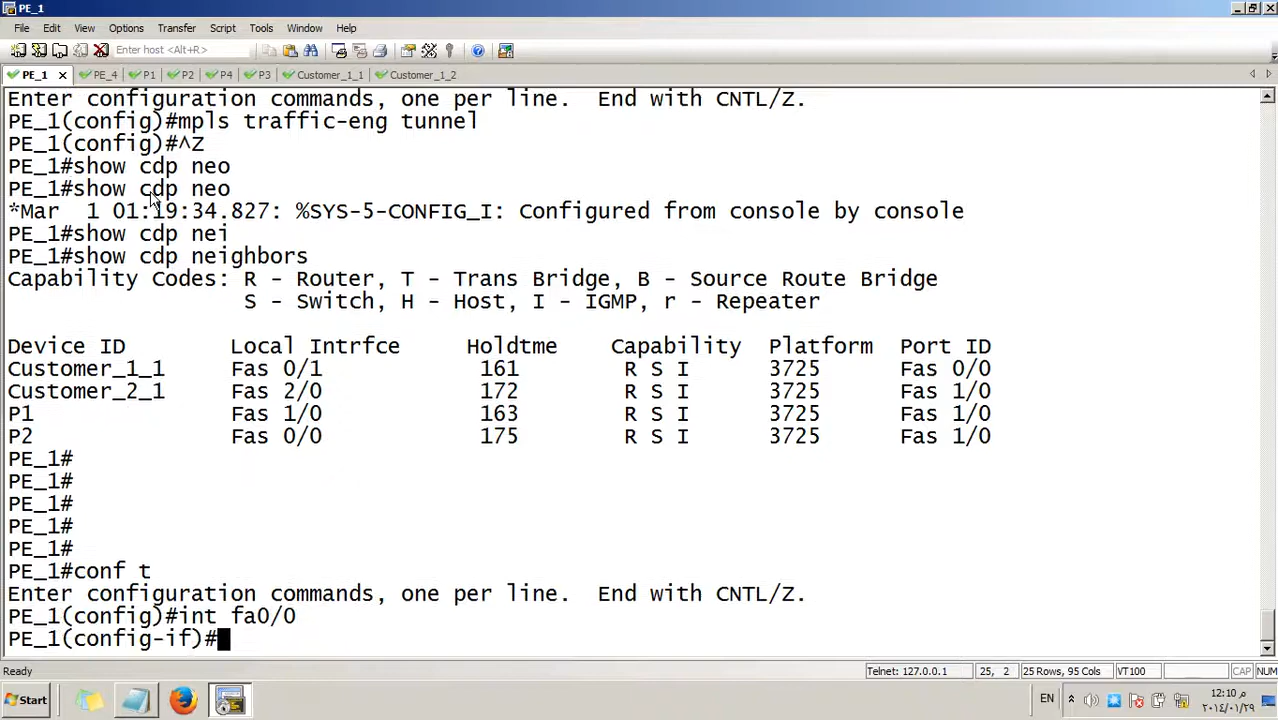 File Edit View Options Transfer Script Tools Window Help
Enter host <Alt+R>
PE_1 PE_4 P1 P2 P4 P3 Customer_1_1 Customer_1_2
Enter configuration commands, one per line.  End with CNTL/Z.
PE_1(config)#mpls traffic-eng tunnel
PE_1(config)#^Z
PE_1#show cdp neo
PE_1#show cdp neo
*Mar  1 01:19:34.827: %SYS-5-CONFIG_I: Configured from console by console
PE_1#show cdp nei
PE_1#show cdp neighbors
Capability Codes: R - Router, T - Trans Bridge, B - Source Route Bridge
                  S - Switch, H - Host, I - IGMP, r - Repeater
Device ID        Local Intrfce     Holdtme    Capability  Platform  Port ID
Customer_1_1     Fas 0/1            161        R S I      3725      Fas 0/0
Customer_2_1     Fas 2/0            172        R S I      3725      Fas 1/0
P1               Fas 1/0            163        R S I      3725      Fas 1/0
P2               Fas 0/0            175        R S I      3725      Fas 1/0
PE_1#
PE_1#
PE_1#
PE_1#
PE_1#
PE_1#conf t
Enter configuration commands, one per line.  End with CNTL/Z.
PE_1(config)#int fa0/0
PE_1(config-if)#
Ready Telnet: 127.0.0.1 25, 2 25 Rows, 95 Cols VT100 CAP NUM
Start EN 12:10 م
٢٠١٤/٠١/٢٩